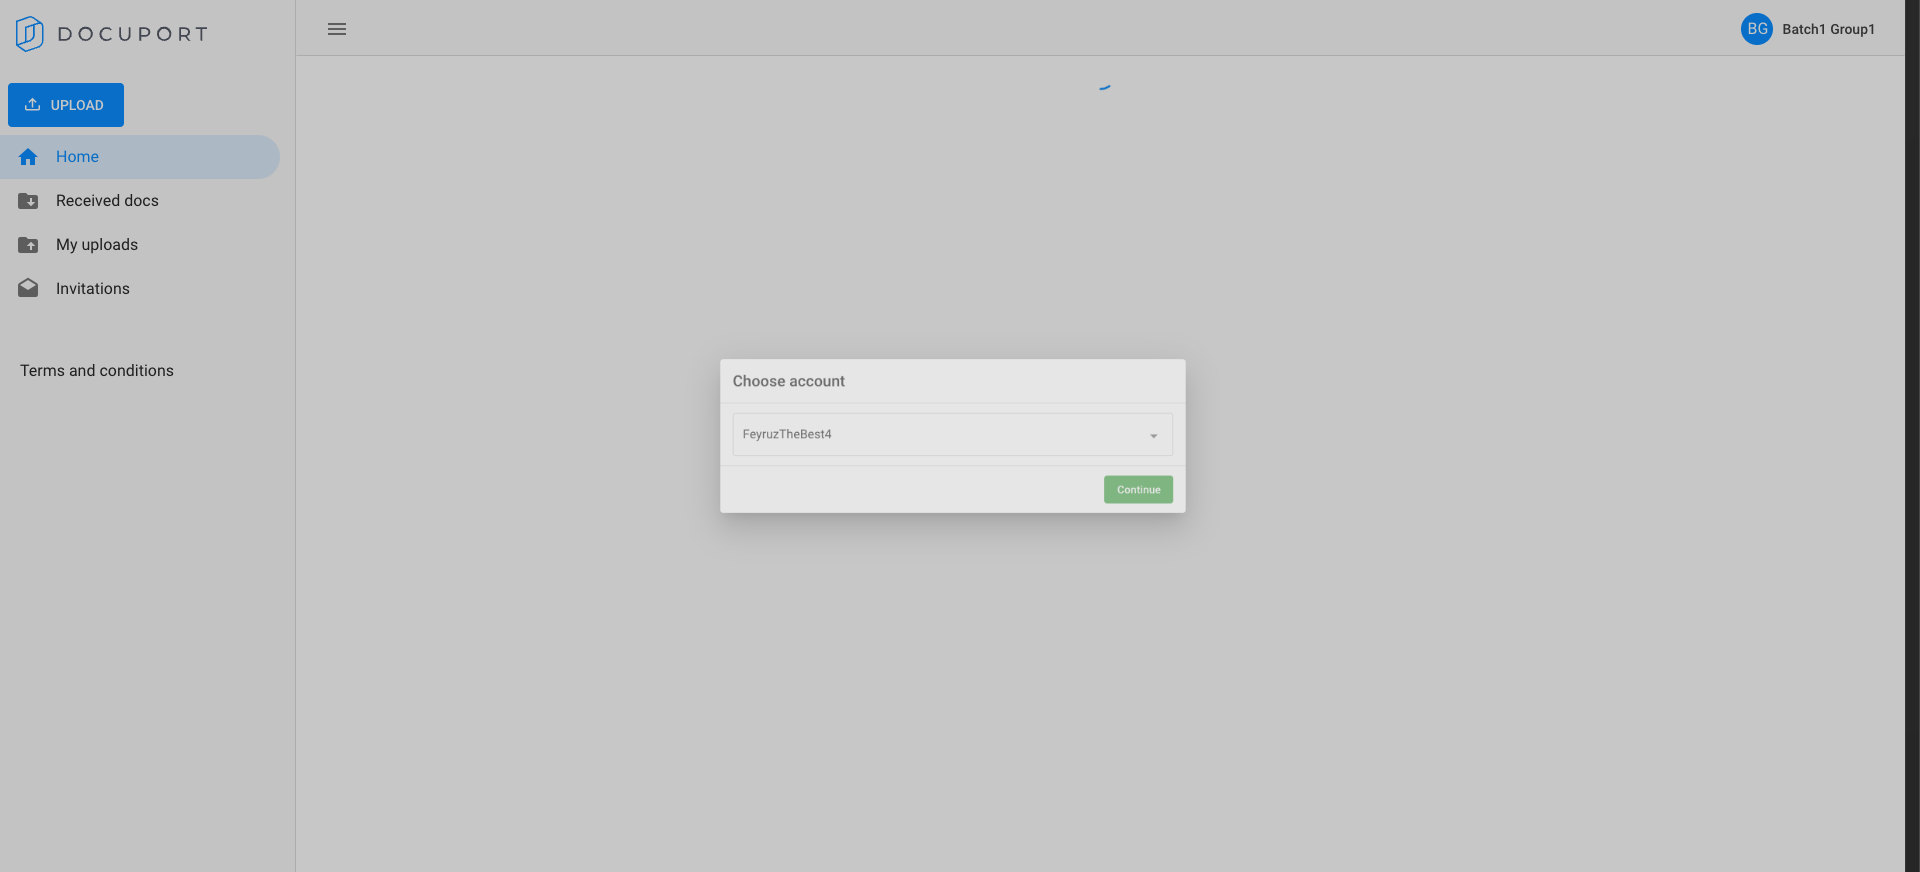 DOCUPORT
BG Batch1 Group1
UPLOAD
Home
Received docs
My uploads
Invitations
Terms and conditions
Choose account
FeyruzTheBest4
Continue